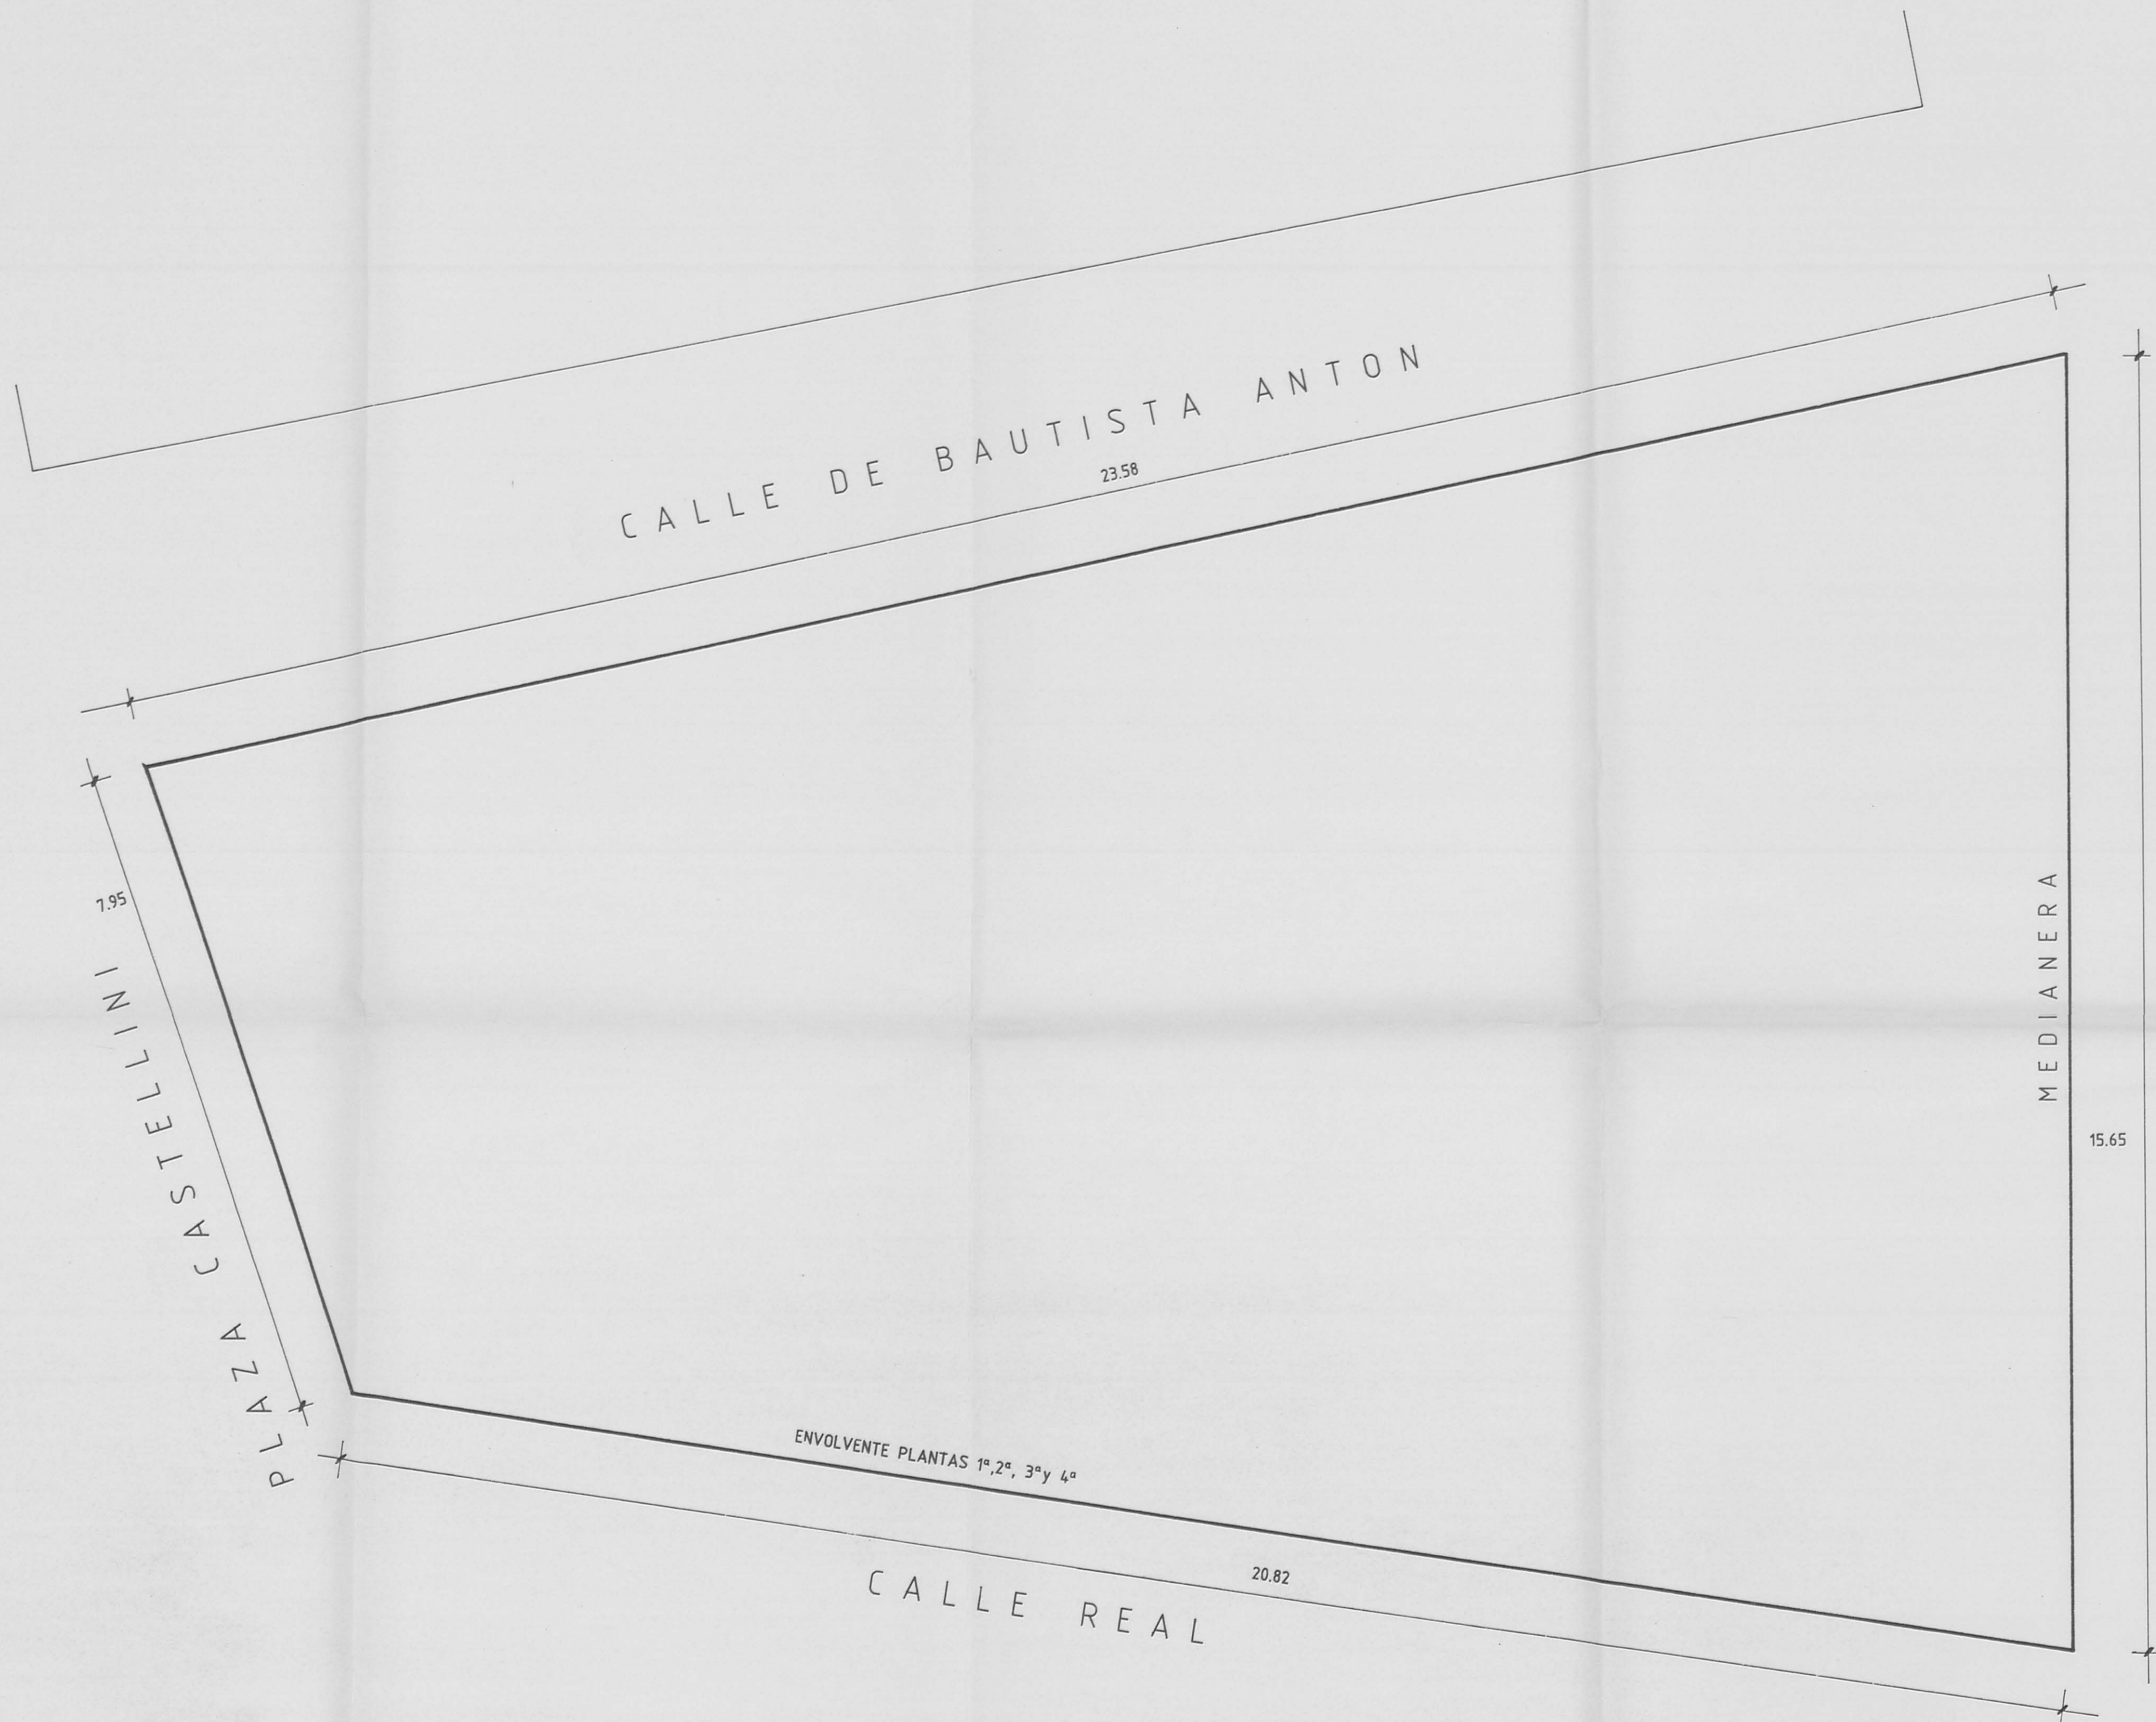 CALLE DE BAUTISTA ANTON
23.58
7.95
PLAZA CASTELLINI
MEDIANERA
15.65
ENVOLVENTE PLANTAS 1ª,2ª, 3ª y 4ª
20.82
CALLE REAL